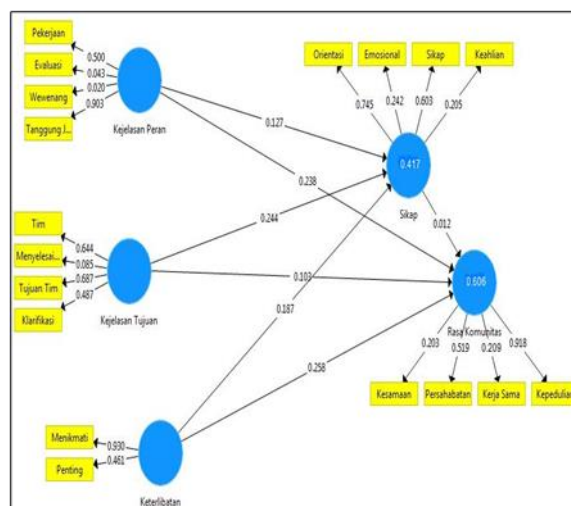 Pekerjaan
0.500
Evaluasi
0.043
Wewenang
0.020
Tanggung J...
0.903
Kejelasan Peran
Orientasi
Emosional
Sikap
Keahlian
0.745
0.242
0.603
0.205
0.417
Sikap
0.127
0.238
0.244
0.012
0.103
0.187
0.258
Tim
0.644
Menyelesai...
0.085
Tujuan Tim
0.687
Klarifikasi
0.487
Kejelasan Tujuan
0.606
Rasa Komunitas
0.203
0.519
0.209
0.918
Kesamaan
Persahabatan
Kerja Sama
Kepedulian
Menikmati
0.930
Penting
0.461
Keterlibatan